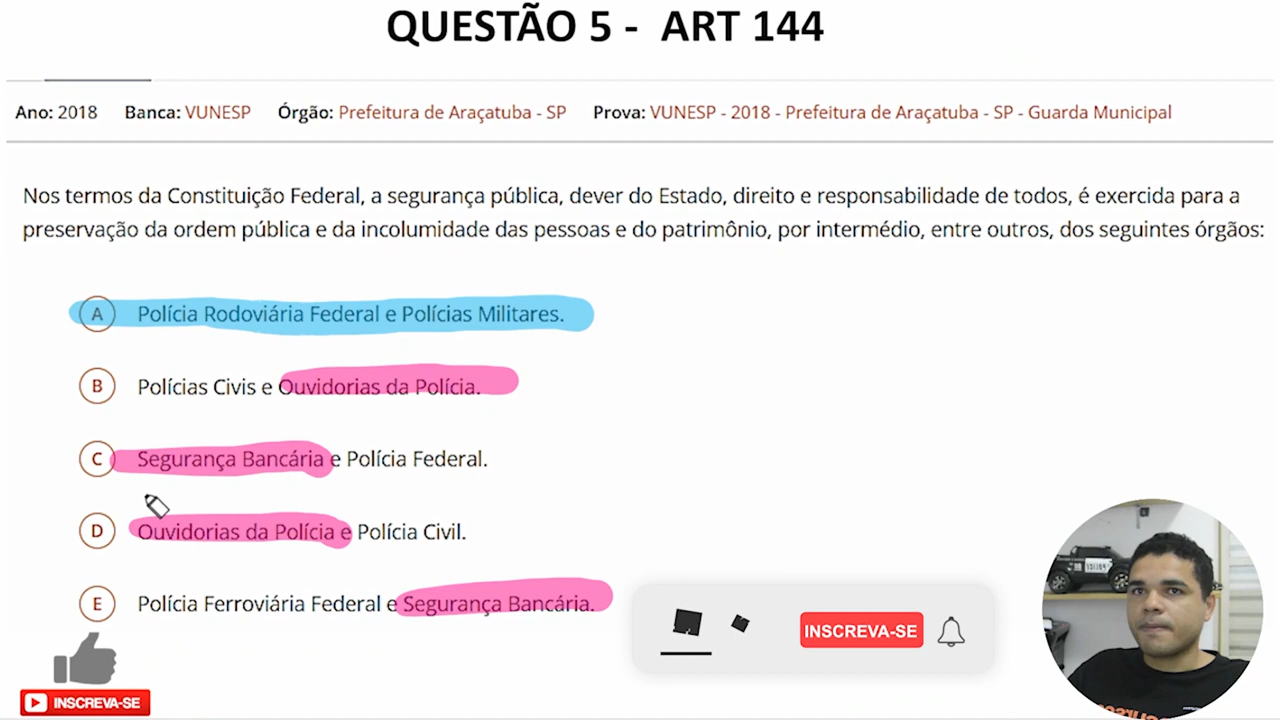 QUESTÃO 5 - ART 144
Ano: 2018 Banca: VUNESP Órgão: Prefeitura de Araçatuba - SP Prova: VUNESP - 2018 - Prefeitura de Araçatuba - SP - Guarda Municipal
Nos termos da Constituição Federal, a segurança pública, dever do Estado, direito e responsabilidade de todos, é exercida para a
preservação da ordem pública e da incolumidade das pessoas e do patrimônio, por intermédio, entre outros, dos seguintes órgãos:
A Polícia Rodoviária Federal e Polícias Militares.
B Polícias Civis e Ouvidorias da Polícia.
C Segurança Bancária e Polícia Federal.
D Ouvidorias da Polícia e Polícia Civil.
E Polícia Ferroviária Federal e Segurança Bancária.
INSCREVA-SE
INSCREVA-SE